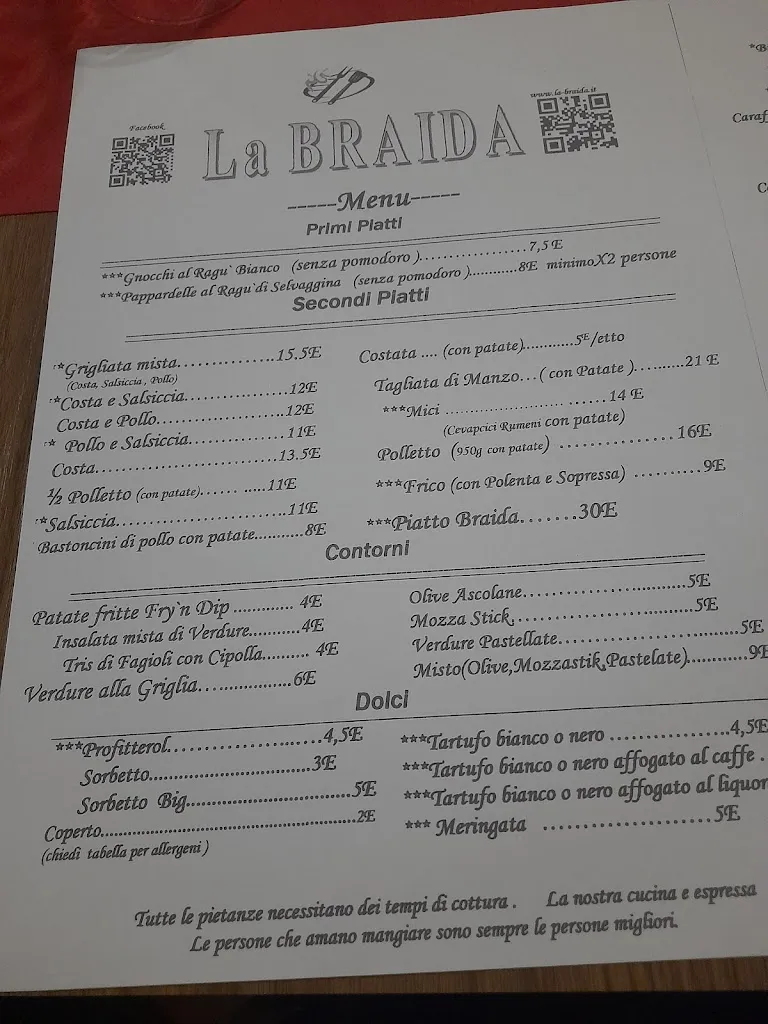 Facebook
www.la-braida.it
La BRAIDA
-----Menu-----
Primi Piatti
***Gnocchi al Ragu` Bianco (senza pomodoro )..................7,5E
***Pappardelle al Ragu`di Selvaggina (senza pomodoro )...........8E minimoX2 persone
Secondi Piatti
*Grigliata mista...............15.5E
(Costa, Salsiccia , Pollo)
*Costa e Salsiccia...............12E
Costa e Pollo...................12E
* Pollo e Salsiccia...............11E
Costa..........................13.5E
½ Polletto (con patate)...... .....11E
*Salsiccia.......................11E
Bastoncini di pollo con patate...........8E
Costata .... (con patate)...........5E/etto
Tagliata di Manzo...( con Patate )........21 E
***Mici ............................ ......14 E
(Cevapcici Rumeni con patate)
Polletto (950g con patate) ...............16E
***Frico (con Polenta e Sopressa) ..........9E
***Piatto Braida.......30E
Contorni
Patate fritte Fry`n Dip ............. 4E
Insalata mista di Verdure...........4E
Tris di Fagioli con Cipolla.......... 4E
Verdure alla Griglia..................6E
Olive Ascolane..........................5E
Mozza Stick..............................5E
Verdure Pastellate..........................5E
Misto(Olive,Mozzastik,Pastelate)............9E
Dolci
***Profitterol.......................4,5E
Sorbetto................................3E
Sorbetto Big................................5E
Coperto.......................................................2E
(chiedi tabella per allergeni )
***Tartufo bianco o nero ..................4,5E
***Tartufo bianco o nero affogato al caffe .
***Tartufo bianco o nero affogato al liquor
*** Meringata ......................5E
Tutte le pietanze necessitano dei tempi di cottura . La nostra cucina e espressa
Le persone che amano mangiare sono sempre le persone migliori.
*B
Caraf
C